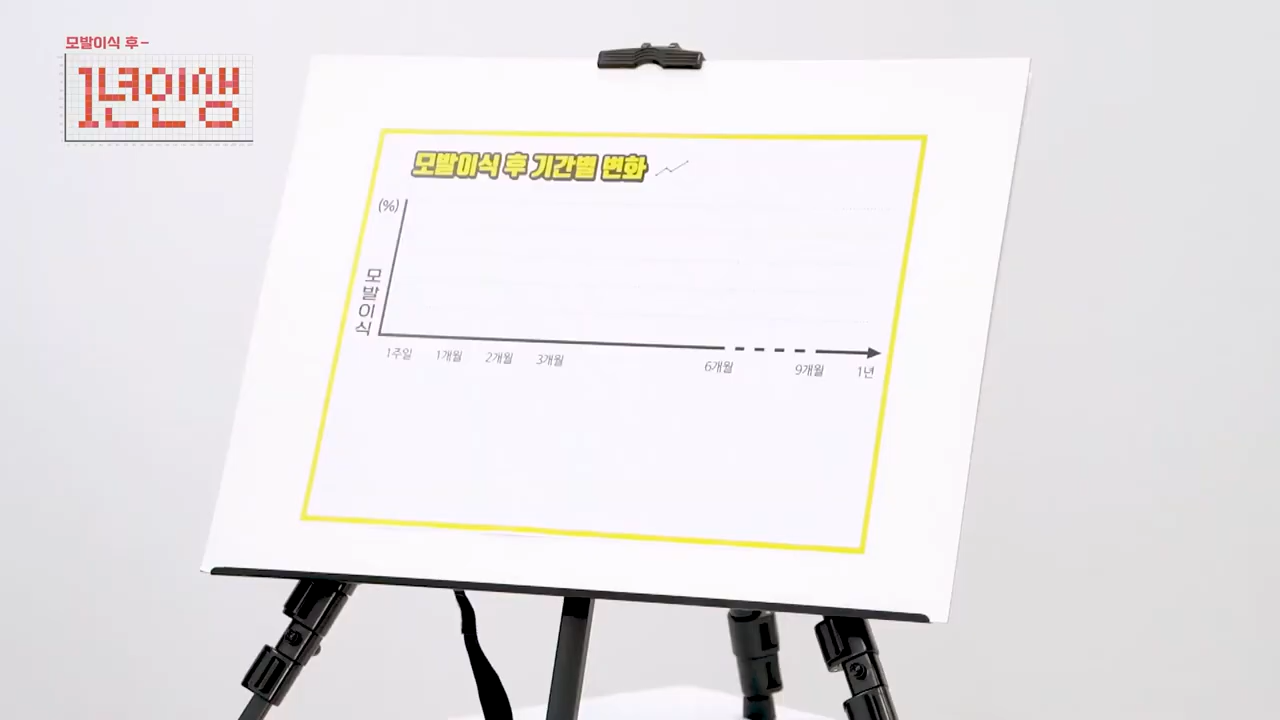 모발이식 후-
1년인생
모발이식 후 기간별 변화
(%)
모발이식
1주일 1개월 2개월 3개월 6개월 9개월 1년